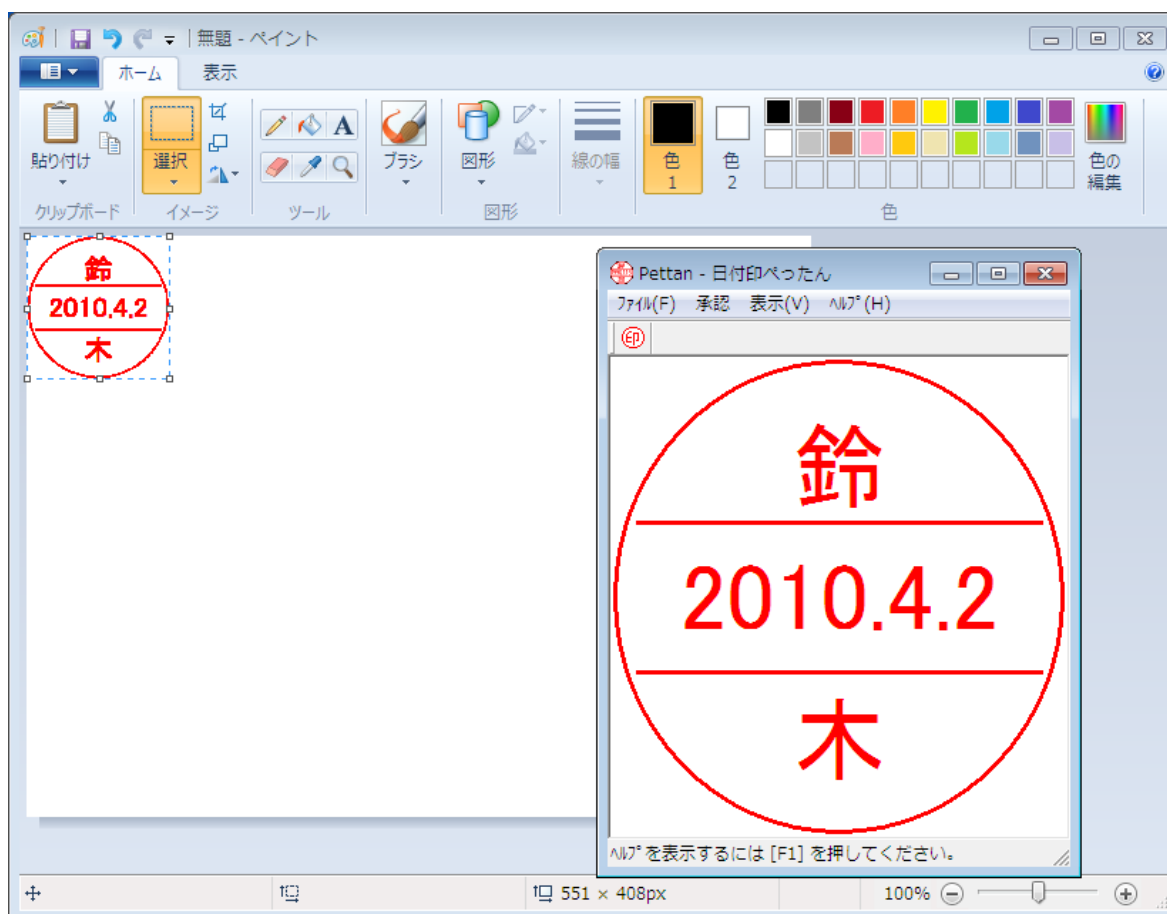 無題 - ペイント
ホーム 表示
貼り付け
クリップボード
選択
イメージ
A
ツール
ブラシ
図形
図形
線の幅
色
1
色
2
色の
編集
色
鈴
2010.4.2
木
Pettan - 日付印ぺったん
ﾌｧｲﾙ(F) 承認 表示(V) ﾍﾙﾌﾟ(H)
印
鈴
2010.4.2
木
ﾍﾙﾌﾟを表示するには [F1] を押してください。
551 × 408px
100%